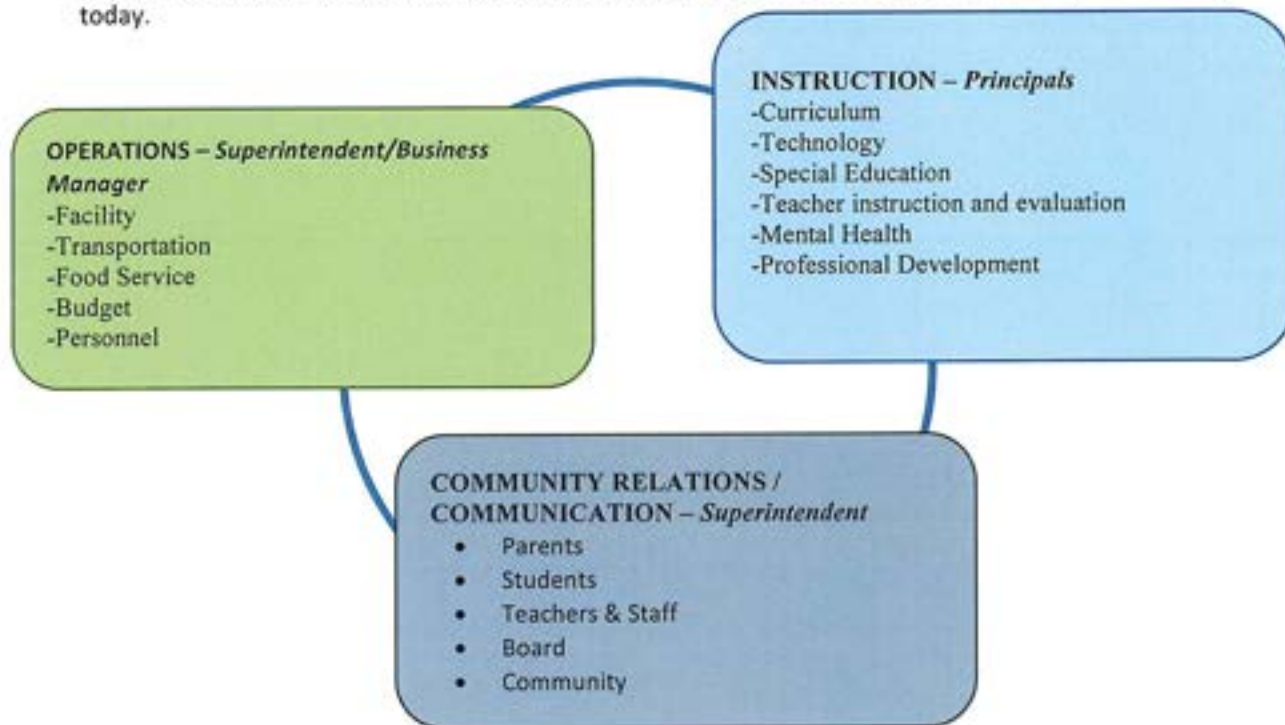 today.
OPERATIONS – Superintendent/Business
Manager
-Facility
-Transportation
-Food Service
-Budget
-Personnel
INSTRUCTION – Principals
-Curriculum
-Technology
-Special Education
-Teacher instruction and evaluation
-Mental Health
-Professional Development
COMMUNITY RELATIONS /
COMMUNICATION – Superintendent
• Parents
• Students
• Teachers & Staff
• Board
• Community